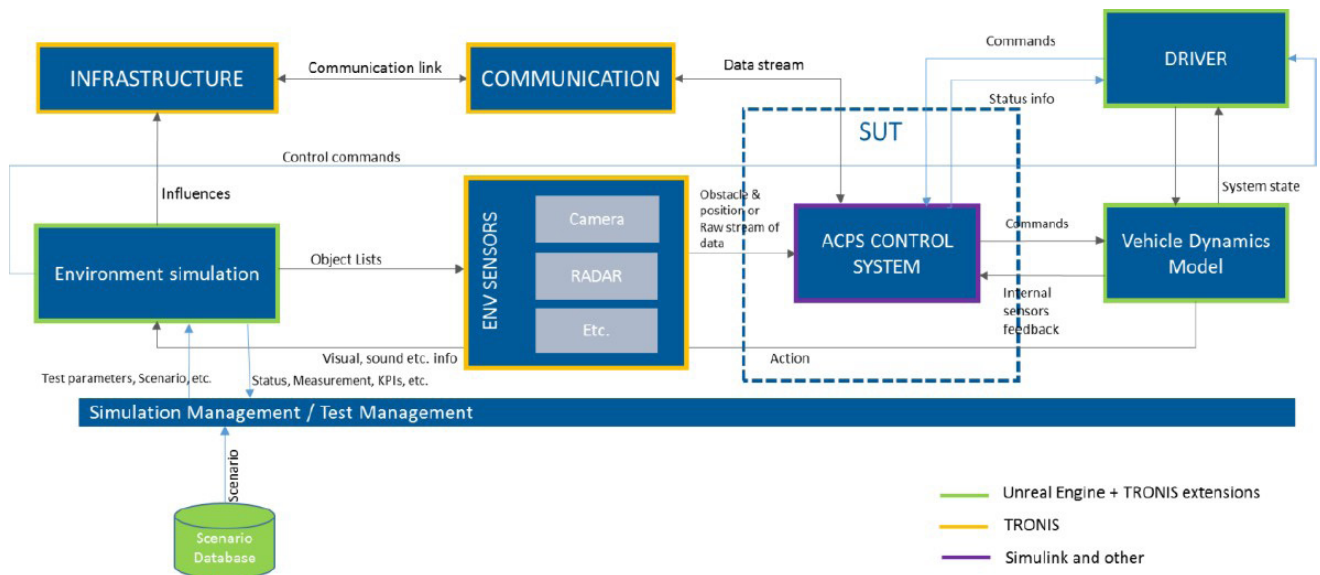 Commands
DRIVER
INFRASTRUCTURE
Communication link
COMMUNICATION
Data stream
Status info
SUT
Control commands
Influences
System state
ENV SENSORS
Camera
RADAR
Etc.
Obstacle &
position or
Raw stream of
data
ACPS CONTROL
SYSTEM
Commands
Vehicle Dynamics
Model
Environment simulation
Object Lists
Internal
sensors
feedback
Visual, sound etc. info
Action
Test parameters, Scenario, etc.
Status, Measurement, KPIs, etc.
Simulation Management / Test Management
Scenario
Scenario
Database
Unreal Engine + TRONIS extensions
TRONIS
Simulink and other